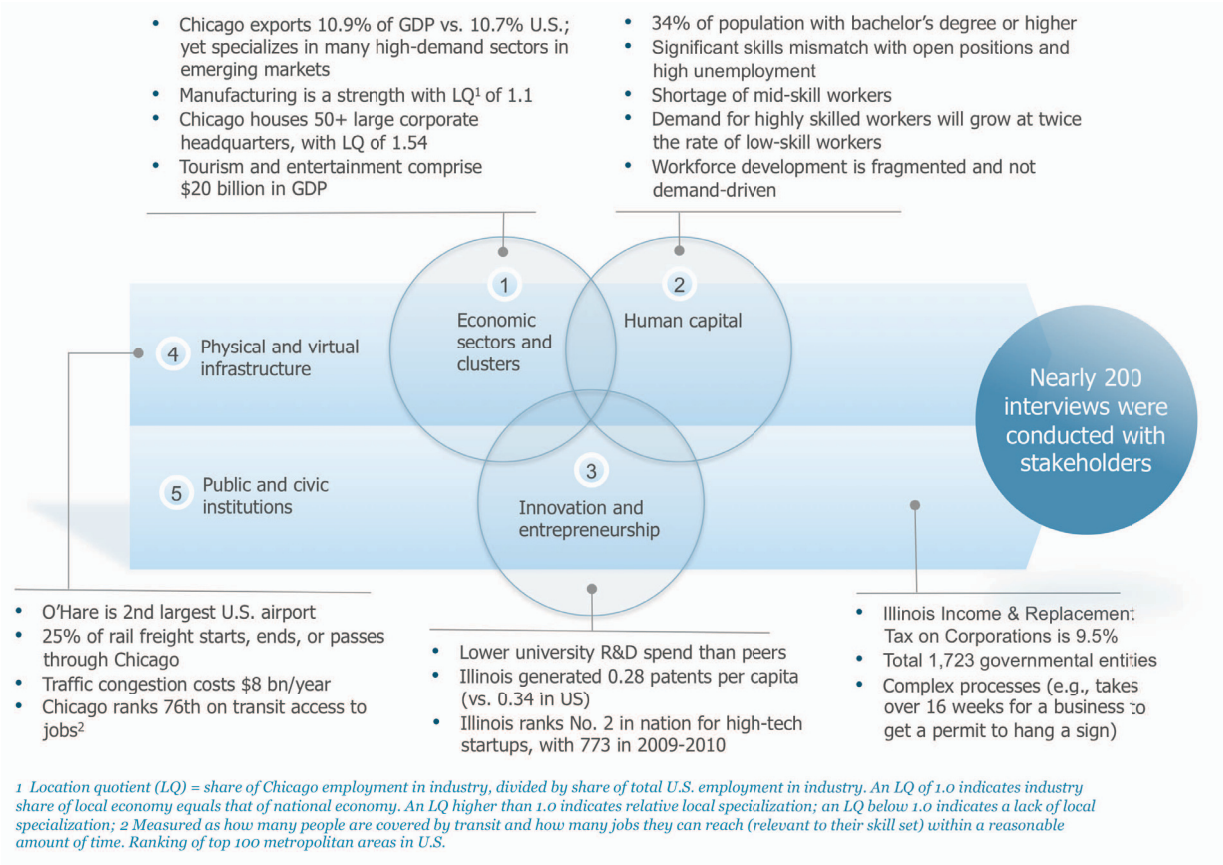 • Chicago exports 10.9% of GDP vs. 10.7% U.S.;
yet specializes in many high-demand sectors in
emerging markets
• Manufacturing is a strength with LQ¹ of 1.1
• Chicago houses 50+ large corporate
headquarters, with LQ of 1.54
• Tourism and entertainment comprise
$20 billion in GDP
• 34% of population with bachelor’s degree or higher
• Significant skills mismatch with open positions and
high unemployment
• Shortage of mid-skill workers
• Demand for highly skilled workers will grow at twice
the rate of low-skill workers
• Workforce development is fragmented and not
demand-driven
1
Economic
sectors and
clusters
2
Human capital
4
Physical and virtual
infrastructure
Nearly 200
interviews were
conducted with
stakeholders
3
Innovation and
entrepreneurship
5
Public and civic
institutions
• O’Hare is 2nd largest U.S. airport
• 25% of rail freight starts, ends, or passes
through Chicago
• Traffic congestion costs $8 bn/year
• Chicago ranks 76th on transit access to
jobs²
• Lower university R&D spend than peers
• Illinois generated 0.28 patents per capita
(vs. 0.34 in US)
• Illinois ranks No. 2 in nation for high-tech
startups, with 773 in 2009-2010
• Illinois Income & Replacement
Tax on Corporations is 9.5%
• Total 1,723 governmental entities
• Complex processes (e.g., takes
over 16 weeks for a business to
get a permit to hang a sign)
1 Location quotient (LQ) = share of Chicago employment in industry, divided by share of total U.S. employment in industry. An LQ of 1.0 indicates industry
share of local economy equals that of national economy. An LQ higher than 1.0 indicates relative local specialization; an LQ below 1.0 indicates a lack of local
specialization; 2 Measured as how many people are covered by transit and how many jobs they can reach (relevant to their skill set) within a reasonable
amount of time. Ranking of top 100 metropolitan areas in U.S.